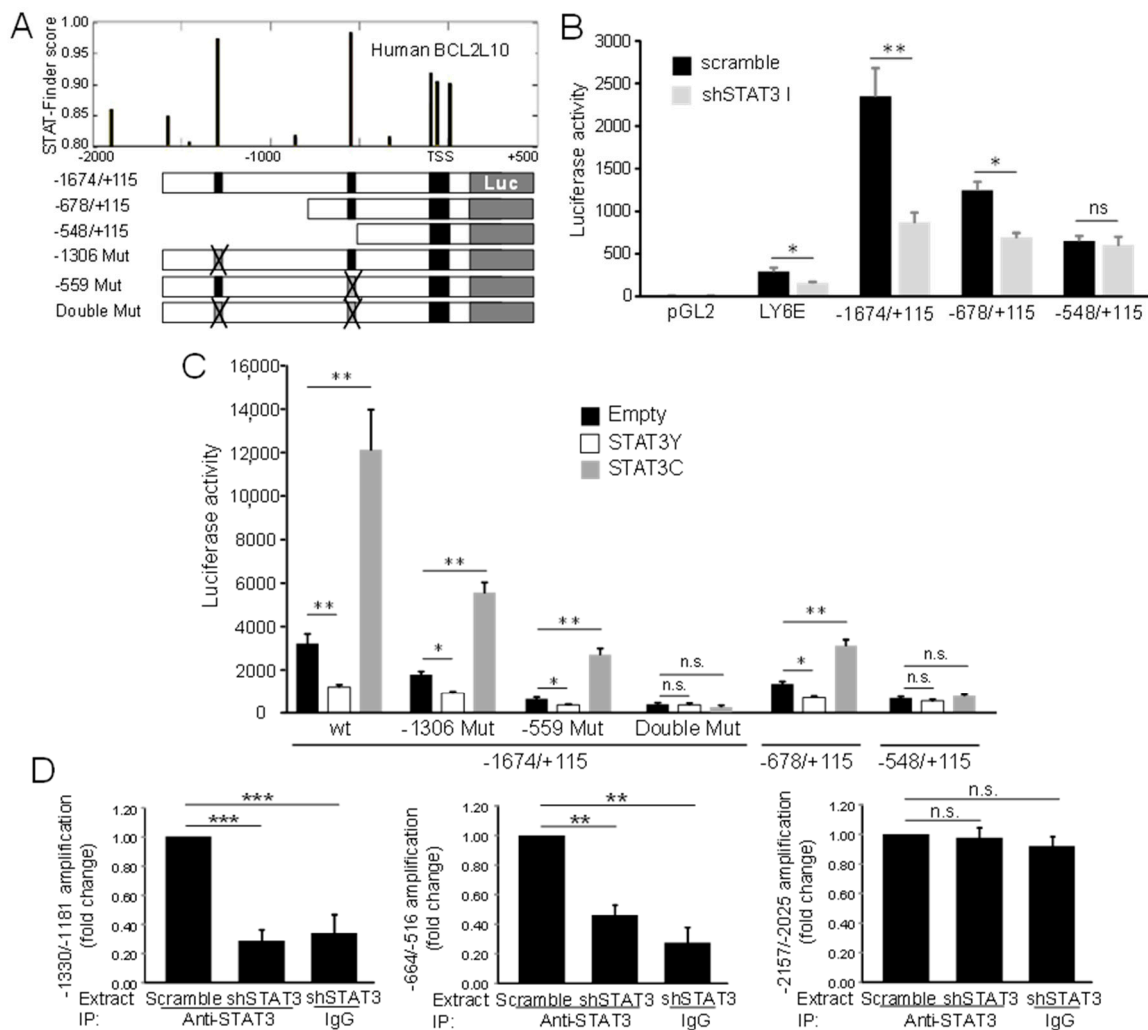 A
STAT-Finder score
1.00
0.95
0.90
0.85
0.80
Human BCL2L10
-2000
-1000
TSS
+500
-1674/+115
Luc
-678/+115
-548/+115
-1306 Mut
-559 Mut
Double Mut
B
Luciferase activity
3000
2500
2000
1500
1000
500
0
scramble
shSTAT3 I
*
**
*
ns
pGL2
LY6E
-1674/+115
-678/+115
-548/+115
C
Luciferase activity
16,000
14,000
12,000
10,000
8000
6000
4000
2000
0
Empty
STAT3Y
STAT3C
**
**
**
*
**
*
n.s.
n.s.
**
*
n.s.
n.s.
wt
-1306 Mut
-559 Mut
Double Mut
-1674/+115
-678/+115
-548/+115
D
-1330/-1181 amplification
(fold change)
1.20
1.00
0.80
0.60
0.40
0.20
0.00
***
***
Extract
Scramble shSTAT3 shSTAT3
IP:
Anti-STAT3
IgG
-664/-516 amplification
(fold change)
1.20
1.00
0.80
0.60
0.40
0.20
0.00
**
**
Extract
Scramble shSTAT3 shSTAT3
IP:
Anti-STAT3
IgG
-2157/-2025 amplification
(fold change)
1.20
1.00
0.80
0.60
0.40
0.20
0.00
n.s.
n.s.
Extract
Scramble shSTAT3 shSTAT3
IP:
Anti-STAT3
IgG